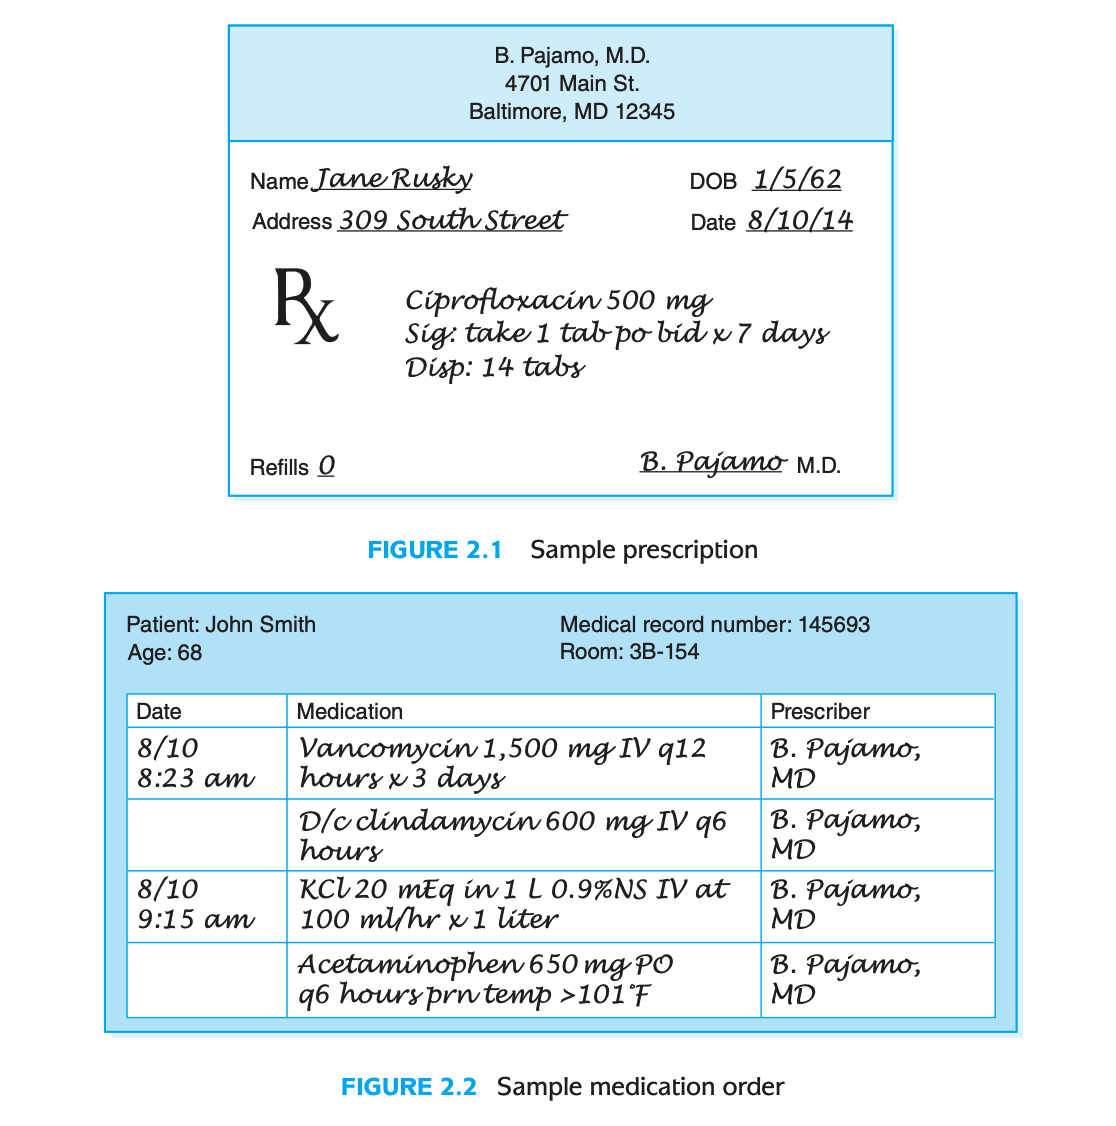 B. Pajamo, M.D.
4701 Main St.
Baltimore, MD 12345
Name Jane Rusky DOB 1/5/62
Address 309 South Street Date 8/10/14
Rx
Ciprofloxacin 500 mg
Sig: take 1 tab po bid x 7 days
Disp: 14 tabs
Refills 0 B. Pajamo M.D.
FIGURE 2.1 Sample prescription
Patient: John Smith Medical record number: 145693
Age: 68 Room: 3B-154
Date Medication Prescriber
8/10 Vancomycin 1,500 mg IV q12 B. Pajamo,
8:23 am hours x 3 days MD
D/c clindamycin 600 mg IV q6 B. Pajamo,
hours MD
8/10 KCl 20 mEq in 1 L 0.9%NS IV at B. Pajamo,
9:15 am 100 ml/hr x 1 liter MD
Acetaminophen 650 mg PO B. Pajamo,
q6 hours prn temp >101°F MD
FIGURE 2.2 Sample medication order